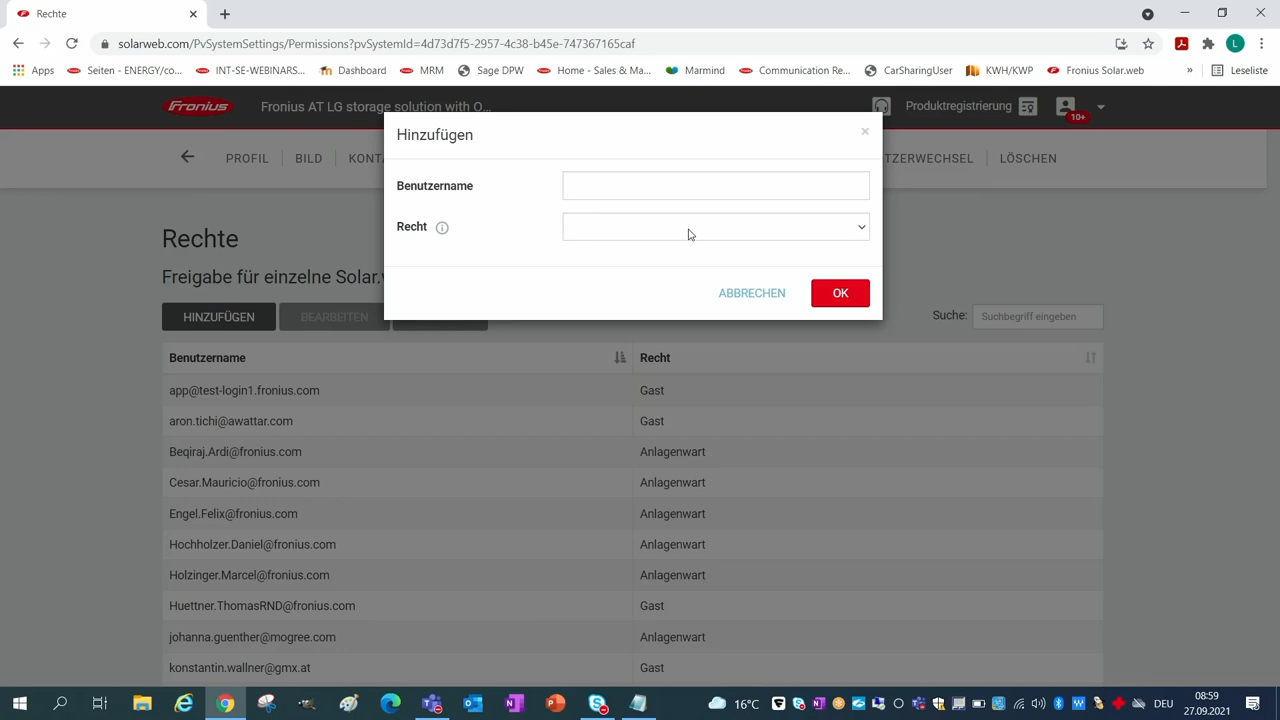 Rechte
solarweb.com/PvSystemSettings/Permissions?pvSystemId=4d73d7f5-2957-4c38-b45e-747367165caf
L
Apps
Seiten - ENERGY/co...
INT-SE-WEBINARS...
Dashboard
MRM
Sage DPW
Home - Sales & Ma...
Marmind
Communication Re...
CarSharingUser
KWH/KWP
Fronius Solar.web
»
Leseliste
Fronius
Fronius AT LG storage solution with O...
Produktregistrierung
10+
Hinzufügen
×
PROFIL
BILD
KONT
TZERWECHSEL
LÖSCHEN
Benutzername
Recht
ABBRECHEN
OK
Rechte
Freigabe für einzelne Solar.
HINZUFÜGEN
BEARBEITEN
Suche:
Suchbegriff eingeben
Benutzername
Recht
app@test-login1.fronius.com
Gast
aron.tichi@awattar.com
Gast
Beqiraj.Ardi@fronius.com
Anlagenwart
Cesar.Mauricio@fronius.com
Anlagenwart
Engel.Felix@fronius.com
Anlagenwart
Hochholzer.Daniel@fronius.com
Anlagenwart
Holzinger.Marcel@fronius.com
Anlagenwart
Huettner.ThomasRND@fronius.com
Gast
johanna.guenther@mogree.com
Anlagenwart
konstantin.wallner@gmx.at
Gast
16°C
DEU
08:59
27.09.2021